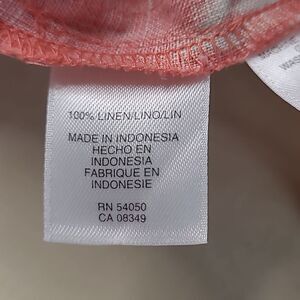 100% LINEN/LINO/LIN
MADE IN INDONESIA
HECHO EN
INDONESIA
FABRIQUE EN
INDONESIE
RN 54050
CA 08349